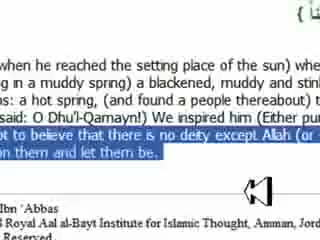 when he reached the setting place of the sun) whe
g in a muddy spring) a blackened, muddy and stin
ns: a hot spring, (and found a people thereabout) t
said: O Dhu'l-Qarnayn!) We inspired him (Either pun
ot to believe that there is no deity except Allah (or
on them and let them be.
Ibn 'Abbas
Royal Aal al-Bayt Institute for Islamic Thought, Amman, Jord
Reserved.